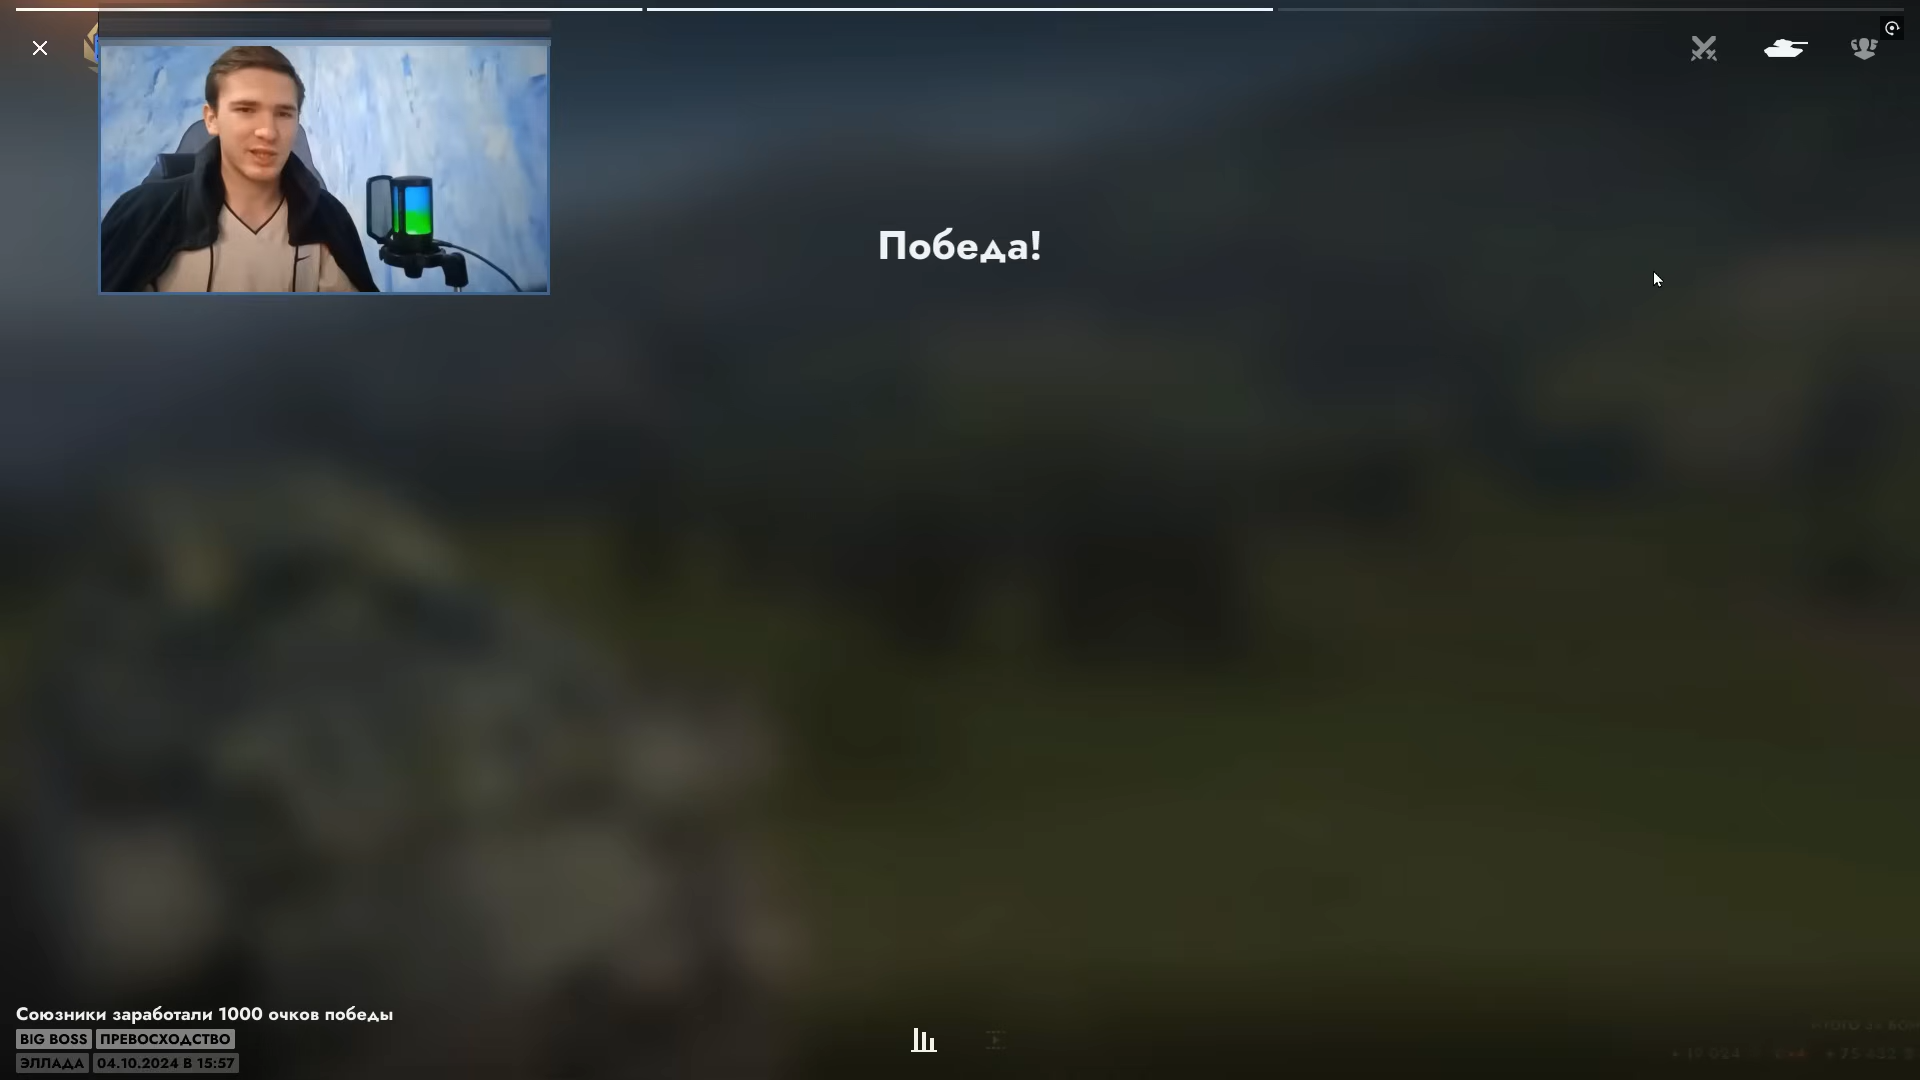 Победа!
Союзники заработали 1000 очков победы
BIG BOSS ПРЕВОСХОДСТВО
ЭЛЛАДА 04.10.2024 В 15:57